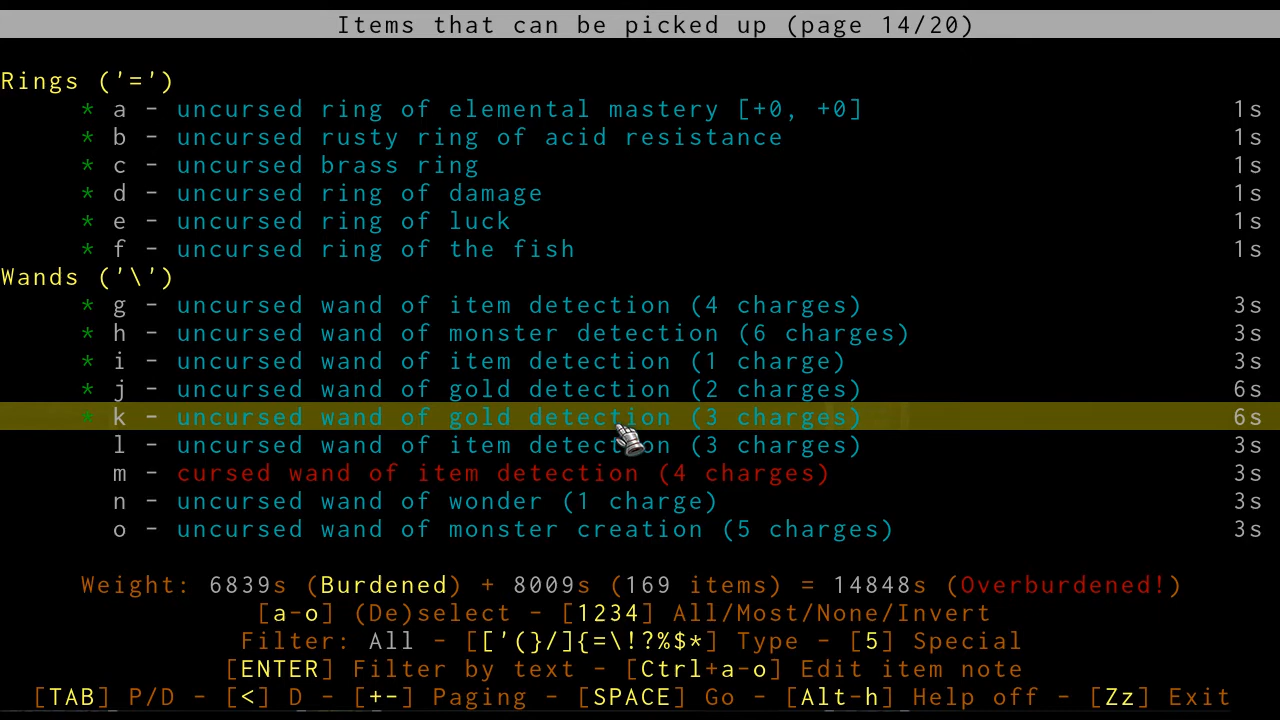 Items that can be picked up (page 14/20)
Rings ('=')
* a - uncursed ring of elemental mastery [+0, +0] 1s
* b - uncursed rusty ring of acid resistance 1s
* c - uncursed brass ring 1s
* d - uncursed ring of damage 1s
* e - uncursed ring of luck 1s
* f - uncursed ring of the fish 1s
Wands ('\')
* g - uncursed wand of item detection (4 charges) 3s
* h - uncursed wand of monster detection (6 charges) 3s
* i - uncursed wand of item detection (1 charge) 3s
* j - uncursed wand of gold detection (2 charges) 6s
* k - uncursed wand of gold detection (3 charges) 6s
l - uncursed wand of item detection (3 charges) 3s
m - cursed wand of item detection (4 charges) 3s
n - uncursed wand of wonder (1 charge) 3s
o - uncursed wand of monster creation (5 charges) 3s
Weight: 6839s (Burdened) + 8009s (169 items) = 14848s (Overburdened!)
[a-o] (De)select - [1234] All/Most/None/Invert
Filter: All - [['(}/]{=\!?%$*] Type - [5] Special
[ENTER] Filter by text - [Ctrl+a-o] Edit item note
[TAB] P/D - [<] D - [+-] Paging - [SPACE] Go - [Alt-h] Help off - [Zz] Exit